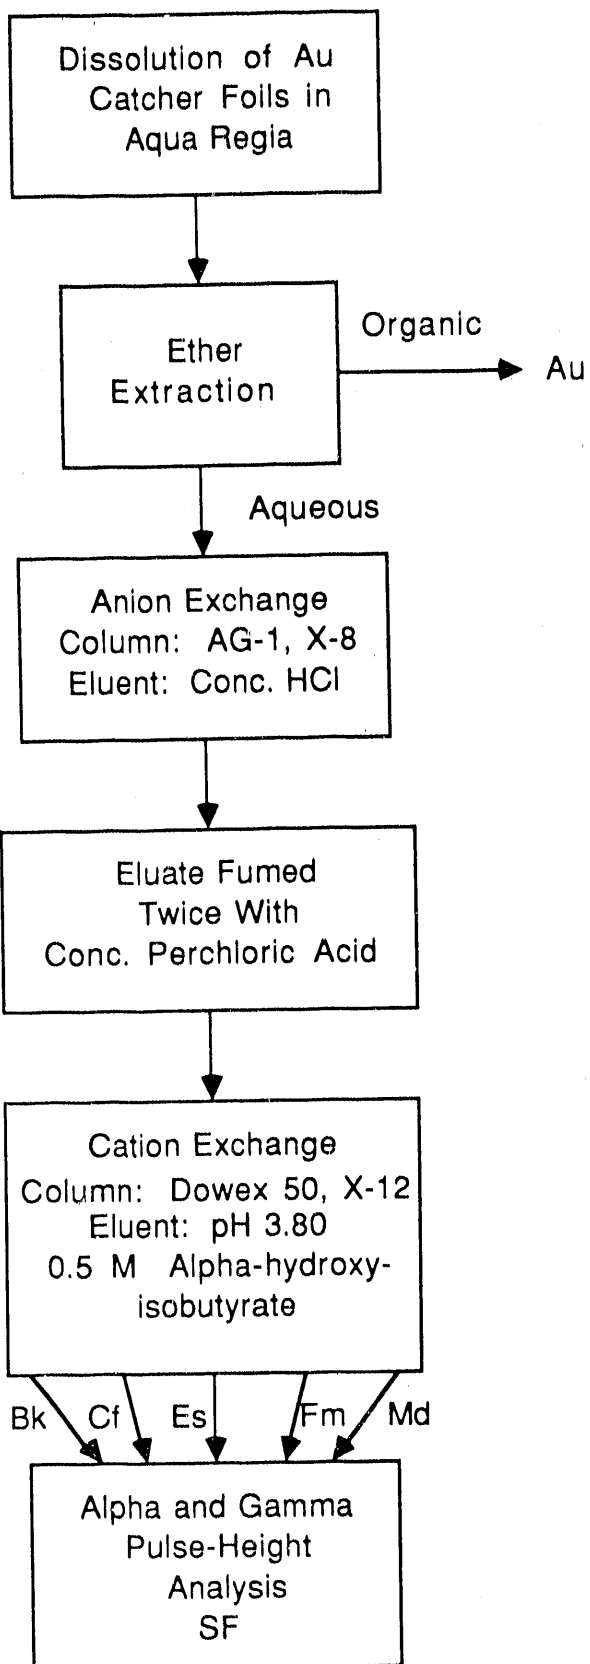 Dissolution of Au
Catcher Foils in
Aqua Regia
Ether
Extraction
Organic
Au
Aqueous
Anion Exchange
Column: AG-1, X-8
Eluent: Conc. HCl
Eluate Fumed
Twice With
Conc. Perchloric Acid
Cation Exchange
Column: Dowex 50, X-12
Eluent: pH 3.80
0.5 M Alpha-hydroxy-
isobutyrate
Bk Cf Es Fm Md
Alpha and Gamma
Pulse-Height
Analysis
SF